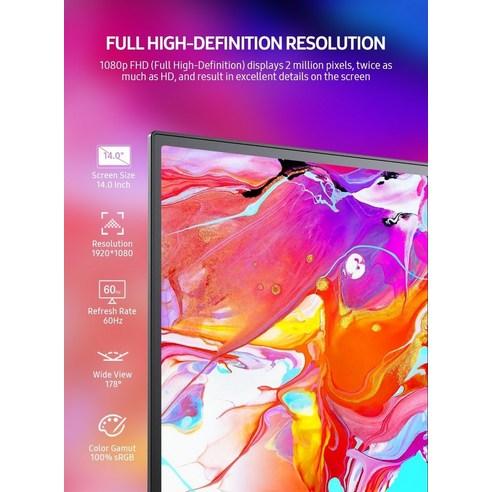 FULL HIGH-DEFINITION RESOLUTION
1080p FHD (Full High-Definition) displays 2 million pixels, twice as
much as HD, and result in excellent details on the screen
14.0"
Screen Size
14.0 Inch
Resolution
1920*1080
60Hz
Refresh Rate
60Hz
Wide View
178°
Color Gamut
100% sRGB